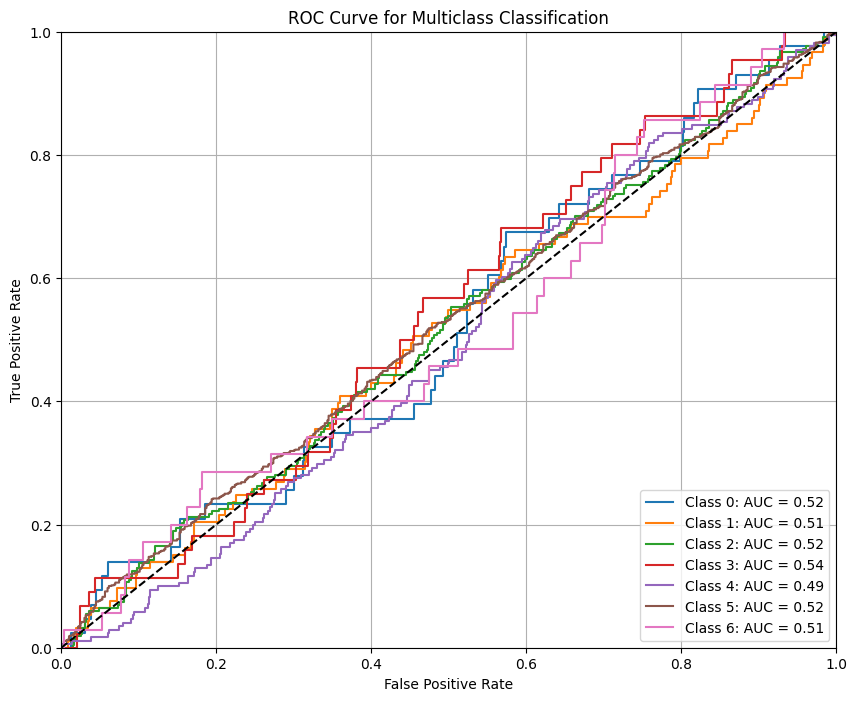 ROC Curve for Multiclass Classification
1.0
0.8
0.6
0.4
0.2
0.0
True Positive Rate
Class 0: AUC = 0.52
Class 1: AUC = 0.51
Class 2: AUC = 0.52
Class 3: AUC = 0.54
Class 4: AUC = 0.49
Class 5: AUC = 0.52
Class 6: AUC = 0.51
0.0 0.2 0.4 0.6 0.8 1.0
False Positive Rate